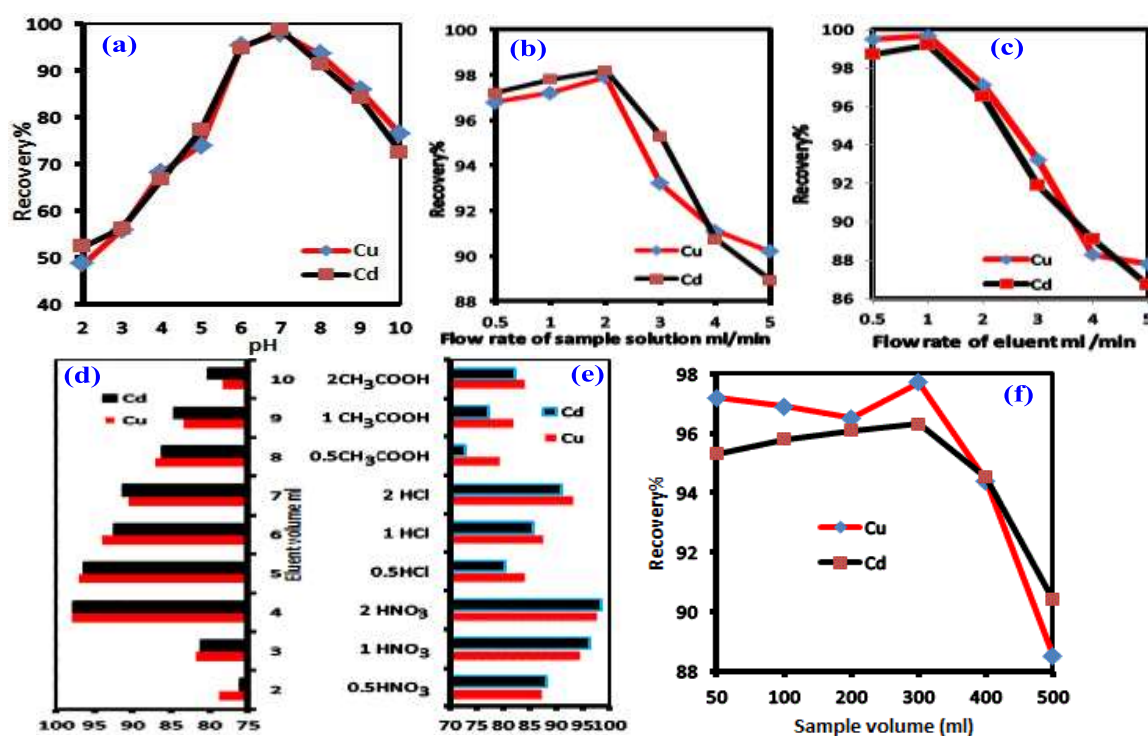 (a)
Recovery%
100
90
80
70
60
50
40
2 3 4 5 6 7 8 9 10
pH
Cu
Cd
(b)
Recovery%
100
98
96
94
92
90
88
0.5 1 2 3 4 5
Flow rate of sample solution ml/min
Cu
Cd
(c)
Recovery%
100
98
96
94
92
90
88
86
0.5 1 2 3 4 5
Flow rate of eluent ml/min
Cu
Cd
(d)
Cd
Cu
10
9
8
7
6
5
4
3
2
Eluent volume ml
100 95 90 85 80 75
(e)
Cd
Cu
2CH₃COOH
1 CH₃COOH
0.5CH₃COOH
2 HCl
1 HCl
0.5HCl
2 HNO₃
1 HNO₃
0.5HNO₃
70 75 80 85 90 95 100
(f)
Recovery%
98
96
94
92
90
88
50 100 200 300 400 500
Sample volume (ml)
Cu
Cd